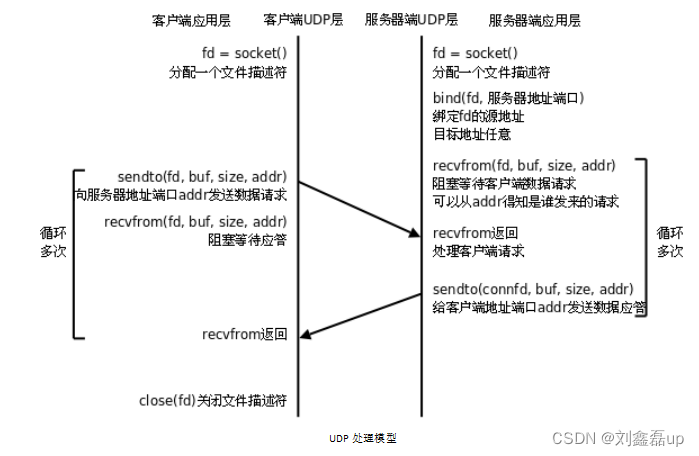 客户端应用层 客户端UDP层 服务器端UDP层 服务器端应用层
fd = socket()
分配一个文件描述符
fd = socket()
分配一个文件描述符
bind(fd, 服务器地址端口)
绑定fd的源地址
目标地址任意
sendto(fd, buf, size, addr)
向服务器地址端口addr发送数据请求
recvfrom(fd, buf, size, addr)
阻塞等待应答
循环
多次
recvfrom(fd, buf, size, addr)
阻塞等待客户端数据请求
可以从addr得知是谁发来的请求
recvfrom返回
处理客户端请求
循环
多次
sendto(connfd, buf, size, addr)
给客户端地址端口addr发送数据应答
recvfrom返回
close(fd)关闭文件描述符
UDP 处理模型
CSDN @刘鑫磊up